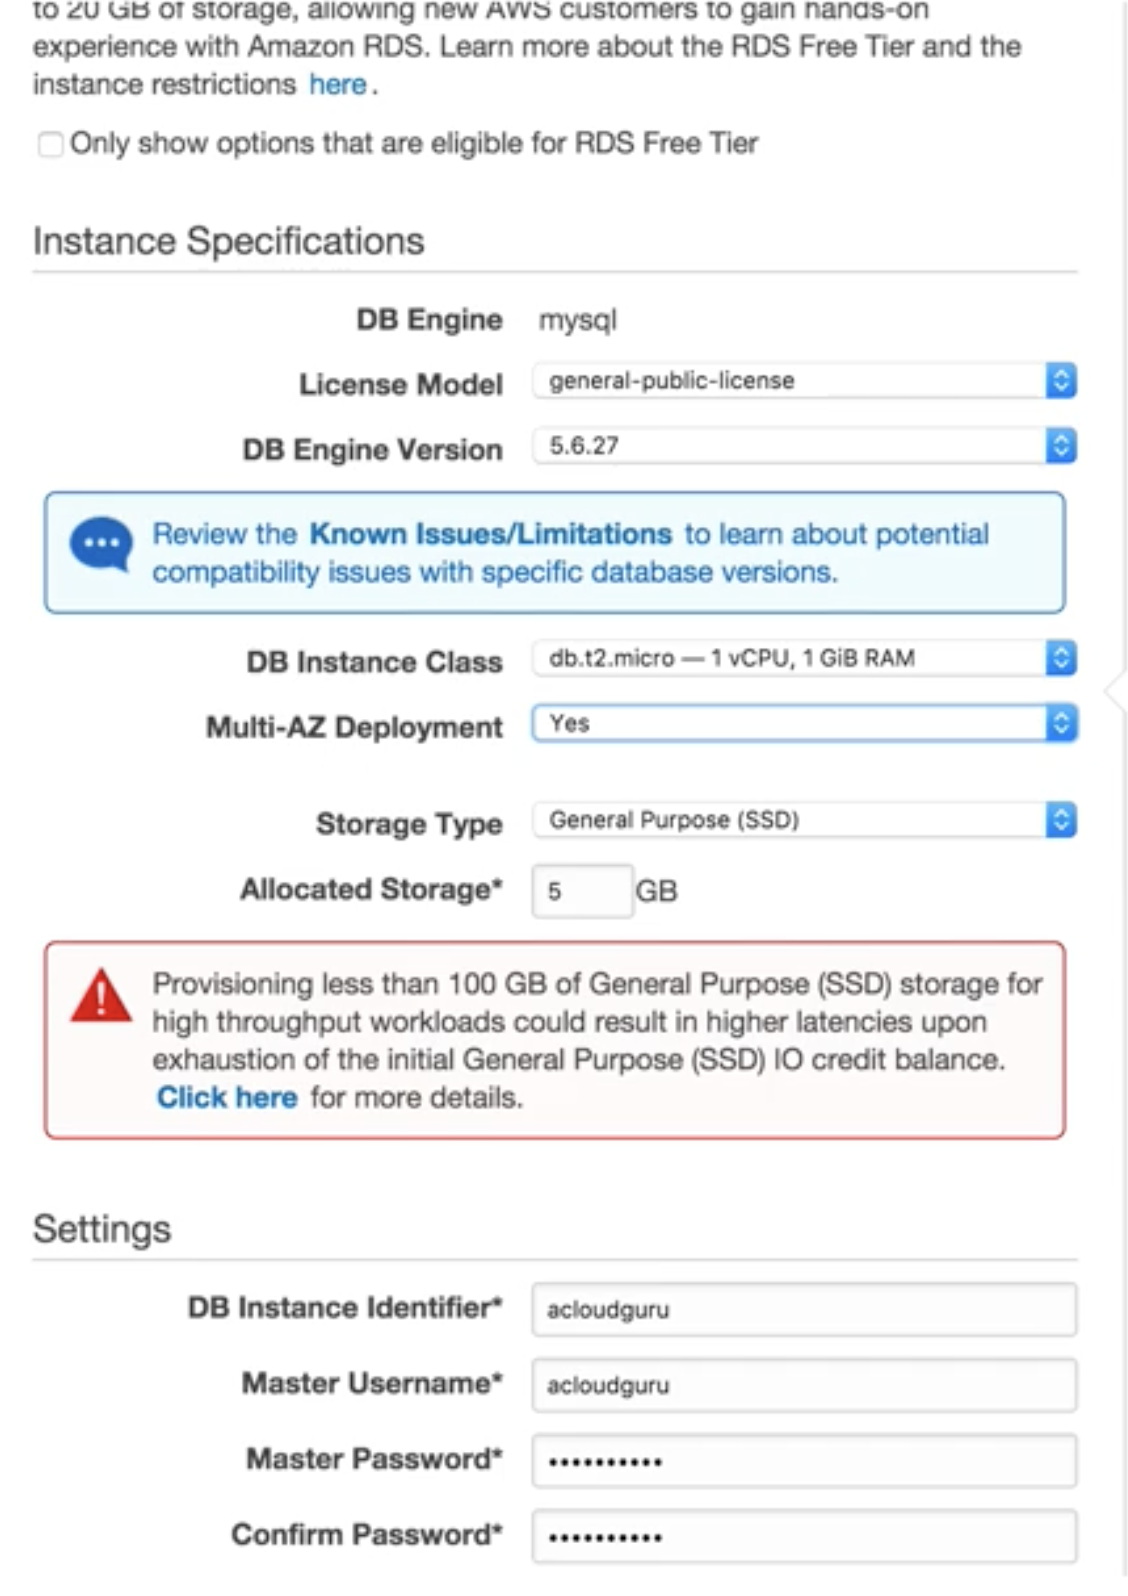 to 20 GB of storage, allowing new AWS customers to gain hands-on
experience with Amazon RDS. Learn more about the RDS Free Tier and the
instance restrictions here.
Only show options that are eligible for RDS Free Tier
Instance Specifications
DB Engine mysql
License Model general-public-license
DB Engine Version 5.6.27
Review the Known Issues/Limitations to learn about potential
compatibility issues with specific database versions.
DB Instance Class db.t2.micro — 1 vCPU, 1 GiB RAM
Multi-AZ Deployment Yes
Storage Type General Purpose (SSD)
Allocated Storage* 5 GB
Provisioning less than 100 GB of General Purpose (SSD) storage for
high throughput workloads could result in higher latencies upon
exhaustion of the initial General Purpose (SSD) IO credit balance.
Click here for more details.
Settings
DB Instance Identifier* acloudguru
Master Username* acloudguru
Master Password* ••••••••••
Confirm Password* ••••••••••